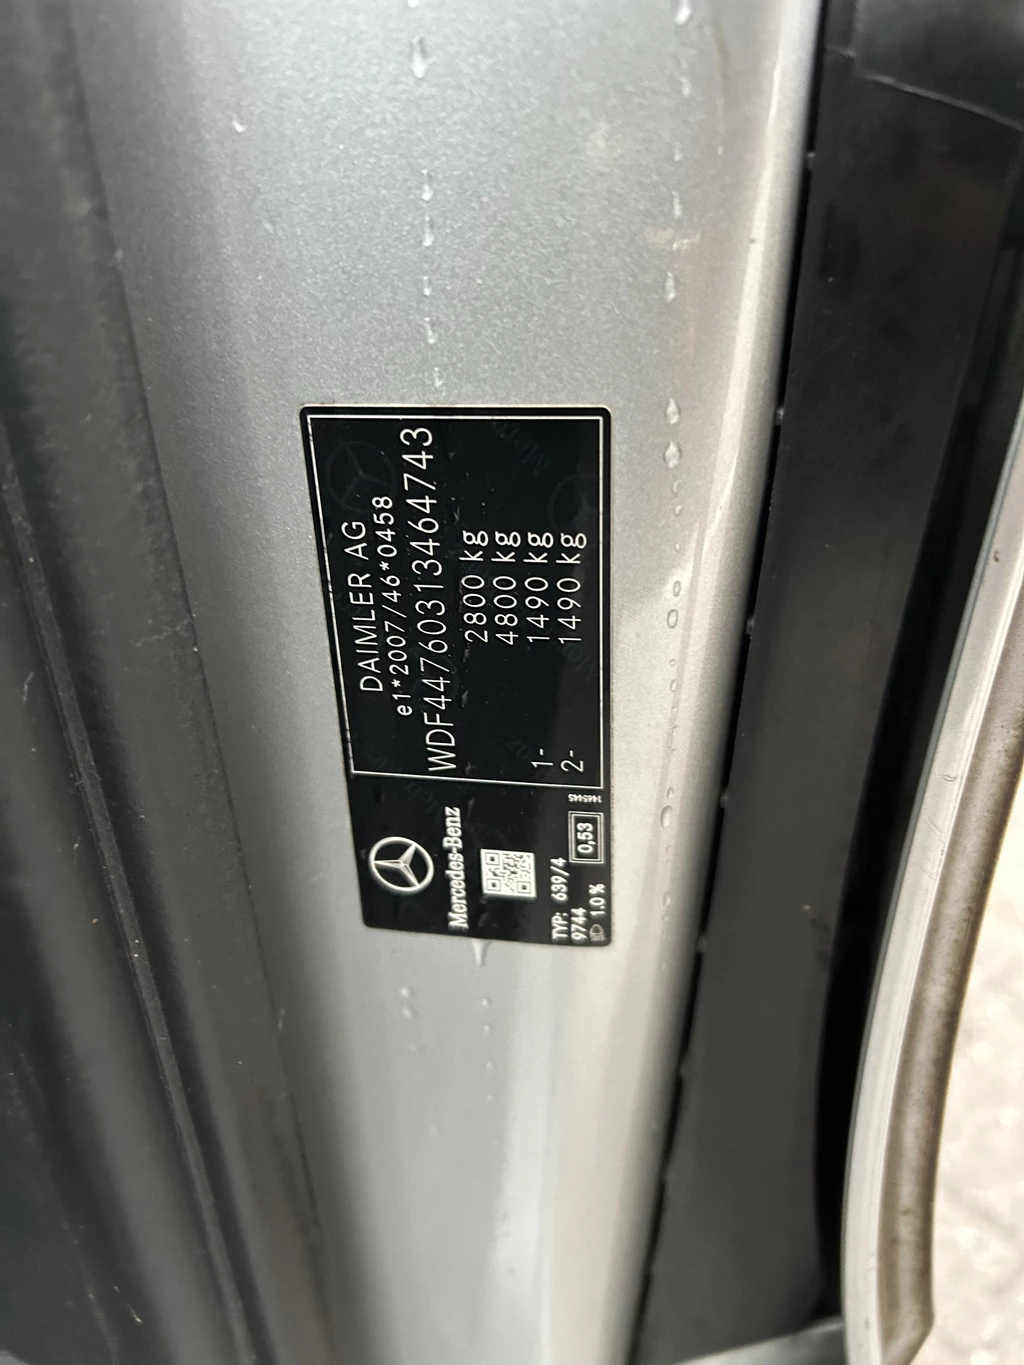 DAIMLER AG
e1*2007/46*0458
WDF44760313464743
2800 kg
4800 kg
1- 1490 kg
2- 1490 kg
Mercedes-Benz
TYP: 639/4
9744
1.0%
0,53
1465145